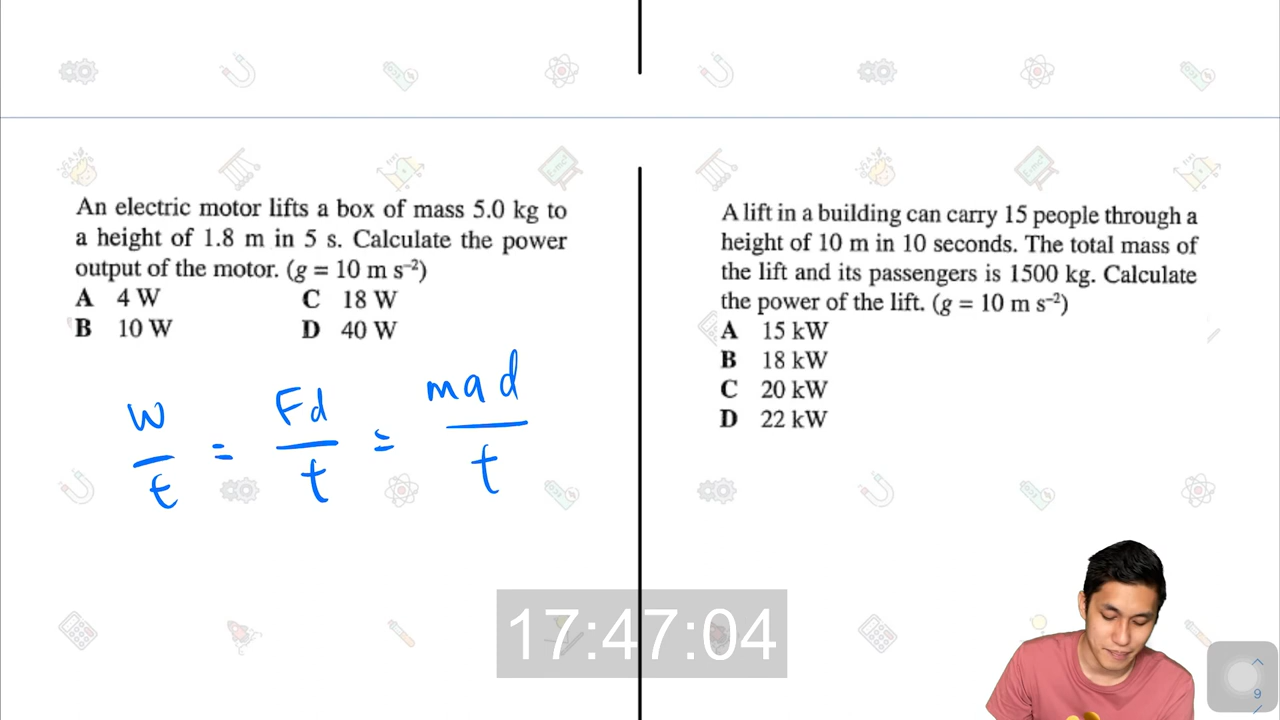 An electric motor lifts a box of mass 5.0 kg to
a height of 1.8 m in 5 s. Calculate the power
output of the motor. (g = 10 m s⁻²)
A 4 W C 18 W
B 10 W D 40 W
W/t = Fd/t = mad/t
A lift in a building can carry 15 people through a
height of 10 m in 10 seconds. The total mass of
the lift and its passengers is 1500 kg. Calculate
the power of the lift. (g = 10 m s⁻²)
A 15 kW
B 18 kW
C 20 kW
D 22 kW
17:47:04
9